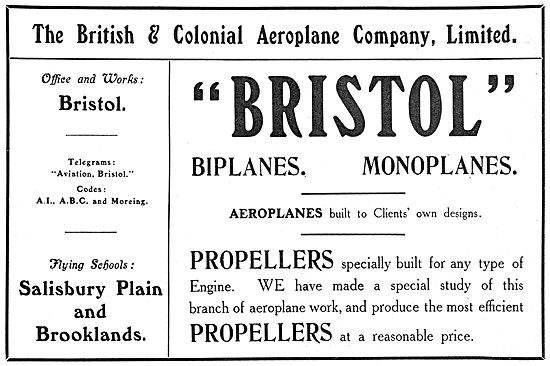 The British & Colonial Aeroplane Company, Limited.
Office and Works:
Bristol.
Telegrams:
"Aviation, Bristol."
Codes:
A.I., A.B.C. and Moreing.
Flying Schools:
Salisbury Plain
and
Brooklands.
"BRISTOL"
BIPLANES. MONOPLANES.
AEROPLANES built to Clients' own designs.
PROPELLERS specially built for any type of
Engine. WE have made a special study of this
branch of aeroplane work, and produce the most efficient
PROPELLERS at a reasonable price.